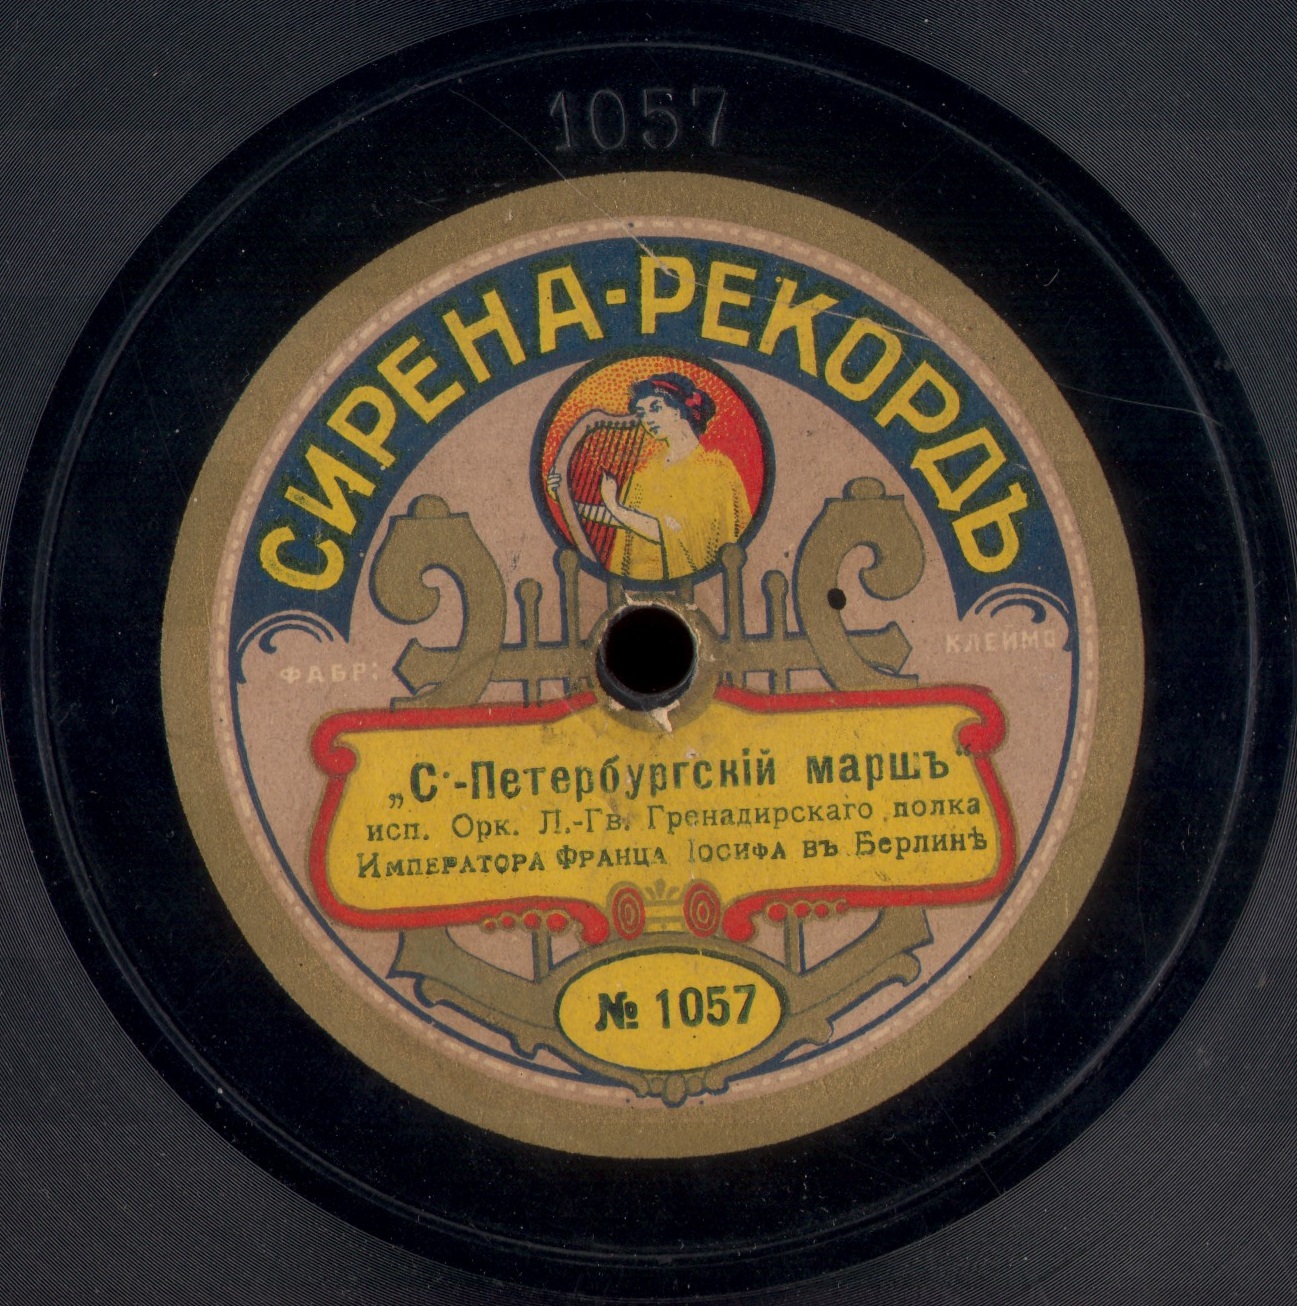 1057
СИРЕНА-РЕКОРДЪ
ФАБР: КЛЕЙМО
„С.-Петербургскій маршъ“
исп. Орк. Л.-Гв. Гренадирскаго полка
Императора Франца Іосифа въ Берлинѣ
№ 1057